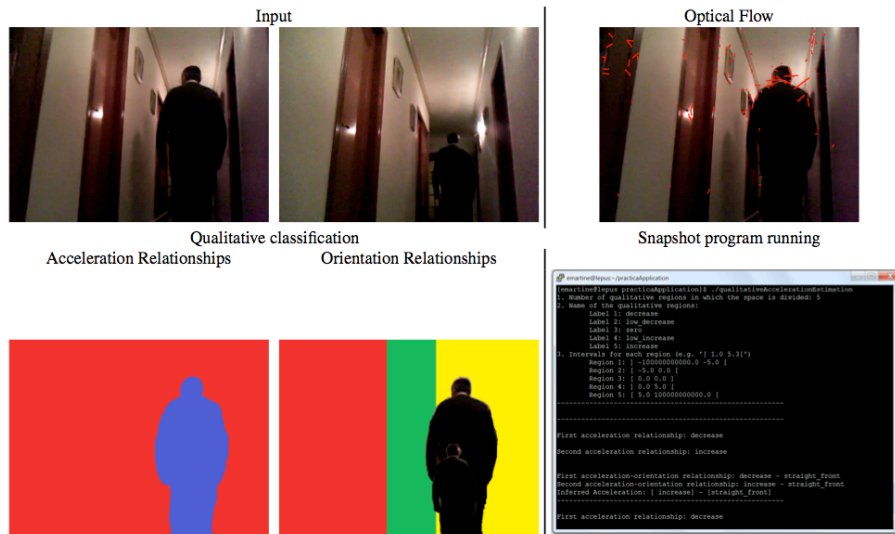 Input
Optical Flow
Qualitative classification
Snapshot program running
Acceleration Relationships
Orientation Relationships
emartine@lepus:~/practicaApplication
[emartine@lepus practicaApplication]$ ./qualitativeAccelerationEstimation
1. Number of qualitative regions in which the space is divided: 5
2. Name of the qualitative regions:
Label 1: decrease
Label 2: low_decrease
Label 3: zero
Label 4: low_increase
Label 5: increase
3. Intervals for each region (e.g. "[ 1.0 5.3[")
Region 1: ] -100000000000.0 -5.0 [
Region 2: [ -5.0 0.0 [
Region 3: [ 0.0 0.0 ]
Region 4: ] 0.0 5.0 [
Region 5: [ 5.0 100000000000.0 [
First acceleration relationship: decrease
Second acceleration relationship: increase
First acceleration-orientation relationship: decrease - straight_front
Second acceleration-orientation relationship: increase - straight_front
Inferred Acceleration: [ increase] - [straight_front]
First acceleration relationship: decrease